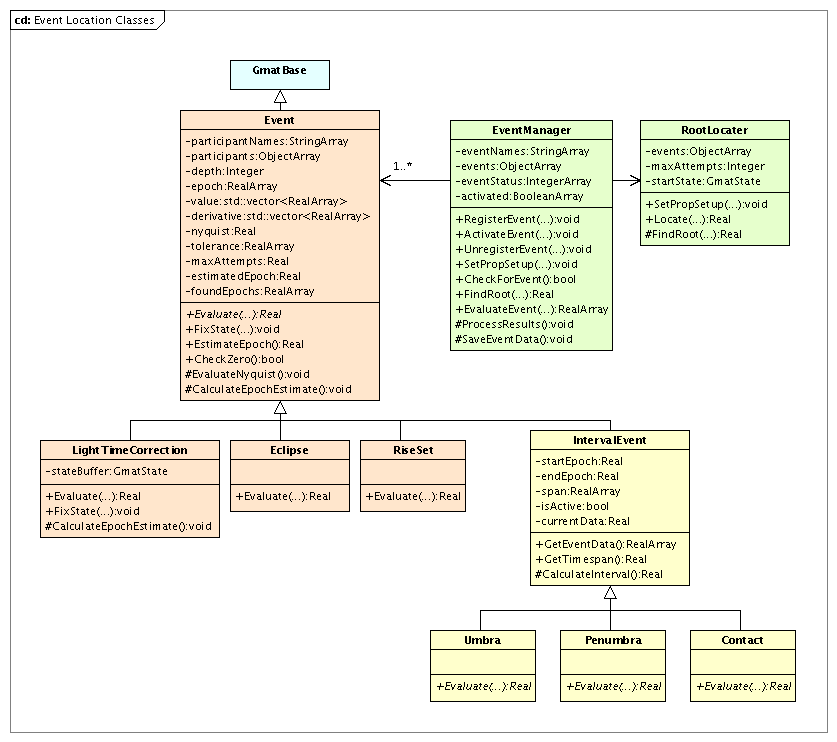 cd: Event Location Classes
GmatBase
Event
-participantNames:StringArray
-participants:ObjectArray
-depth:Integer
-epoch:RealArray
-value:std::vector<RealArray>
-derivative:std::vector<RealArray>
-nyquist:Real
-tolerance:RealArray
-maxAttempts:Real
-estimatedEpoch:Real
-foundEpochs:RealArray
+Evaluate(...):Real
+FixState(...):void
+EstimateEpoch():Real
+CheckZero():bool
#EvaluateNyquist():void
#CalculateEpochEstimate():void
1..*
EventManager
-eventNames:StringArray
-events:ObjectArray
-eventStatus:IntegerArray
-activated:BooleanArray
+RegisterEvent(...):void
+ActivateEvent(...):void
+UnregisterEvent(...):void
+SetPropSetup(...):void
+CheckForEvent():bool
+FindRoot(...):Real
+EvaluateEvent(...):RealArray
#ProcessResults():void
#SaveEventData():void
RootLocater
-events:ObjectArray
-maxAttempts:Integer
-startState:GmatState
+SetPropSetup(...):void
+Locate(...):Real
#FindRoot(...):Real
LightTimeCorrection
-stateBuffer:GmatState
+Evaluate(...):Real
+FixState(...):void
#CalculateEpochEstimate():void
Eclipse
+Evaluate(...):Real
RiseSet
+Evaluate(...):Real
IntervalEvent
-startEpoch:Real
-endEpoch:Real
-span:RealArray
-isActive:bool
-currentData:Real
+GetEventData():RealArray
+GetTimespan():Real
#CalculateInterval():Real
Umbra
+Evaluate(...):Real
Penumbra
+Evaluate(...):Real
Contact
+Evaluate(...):Real